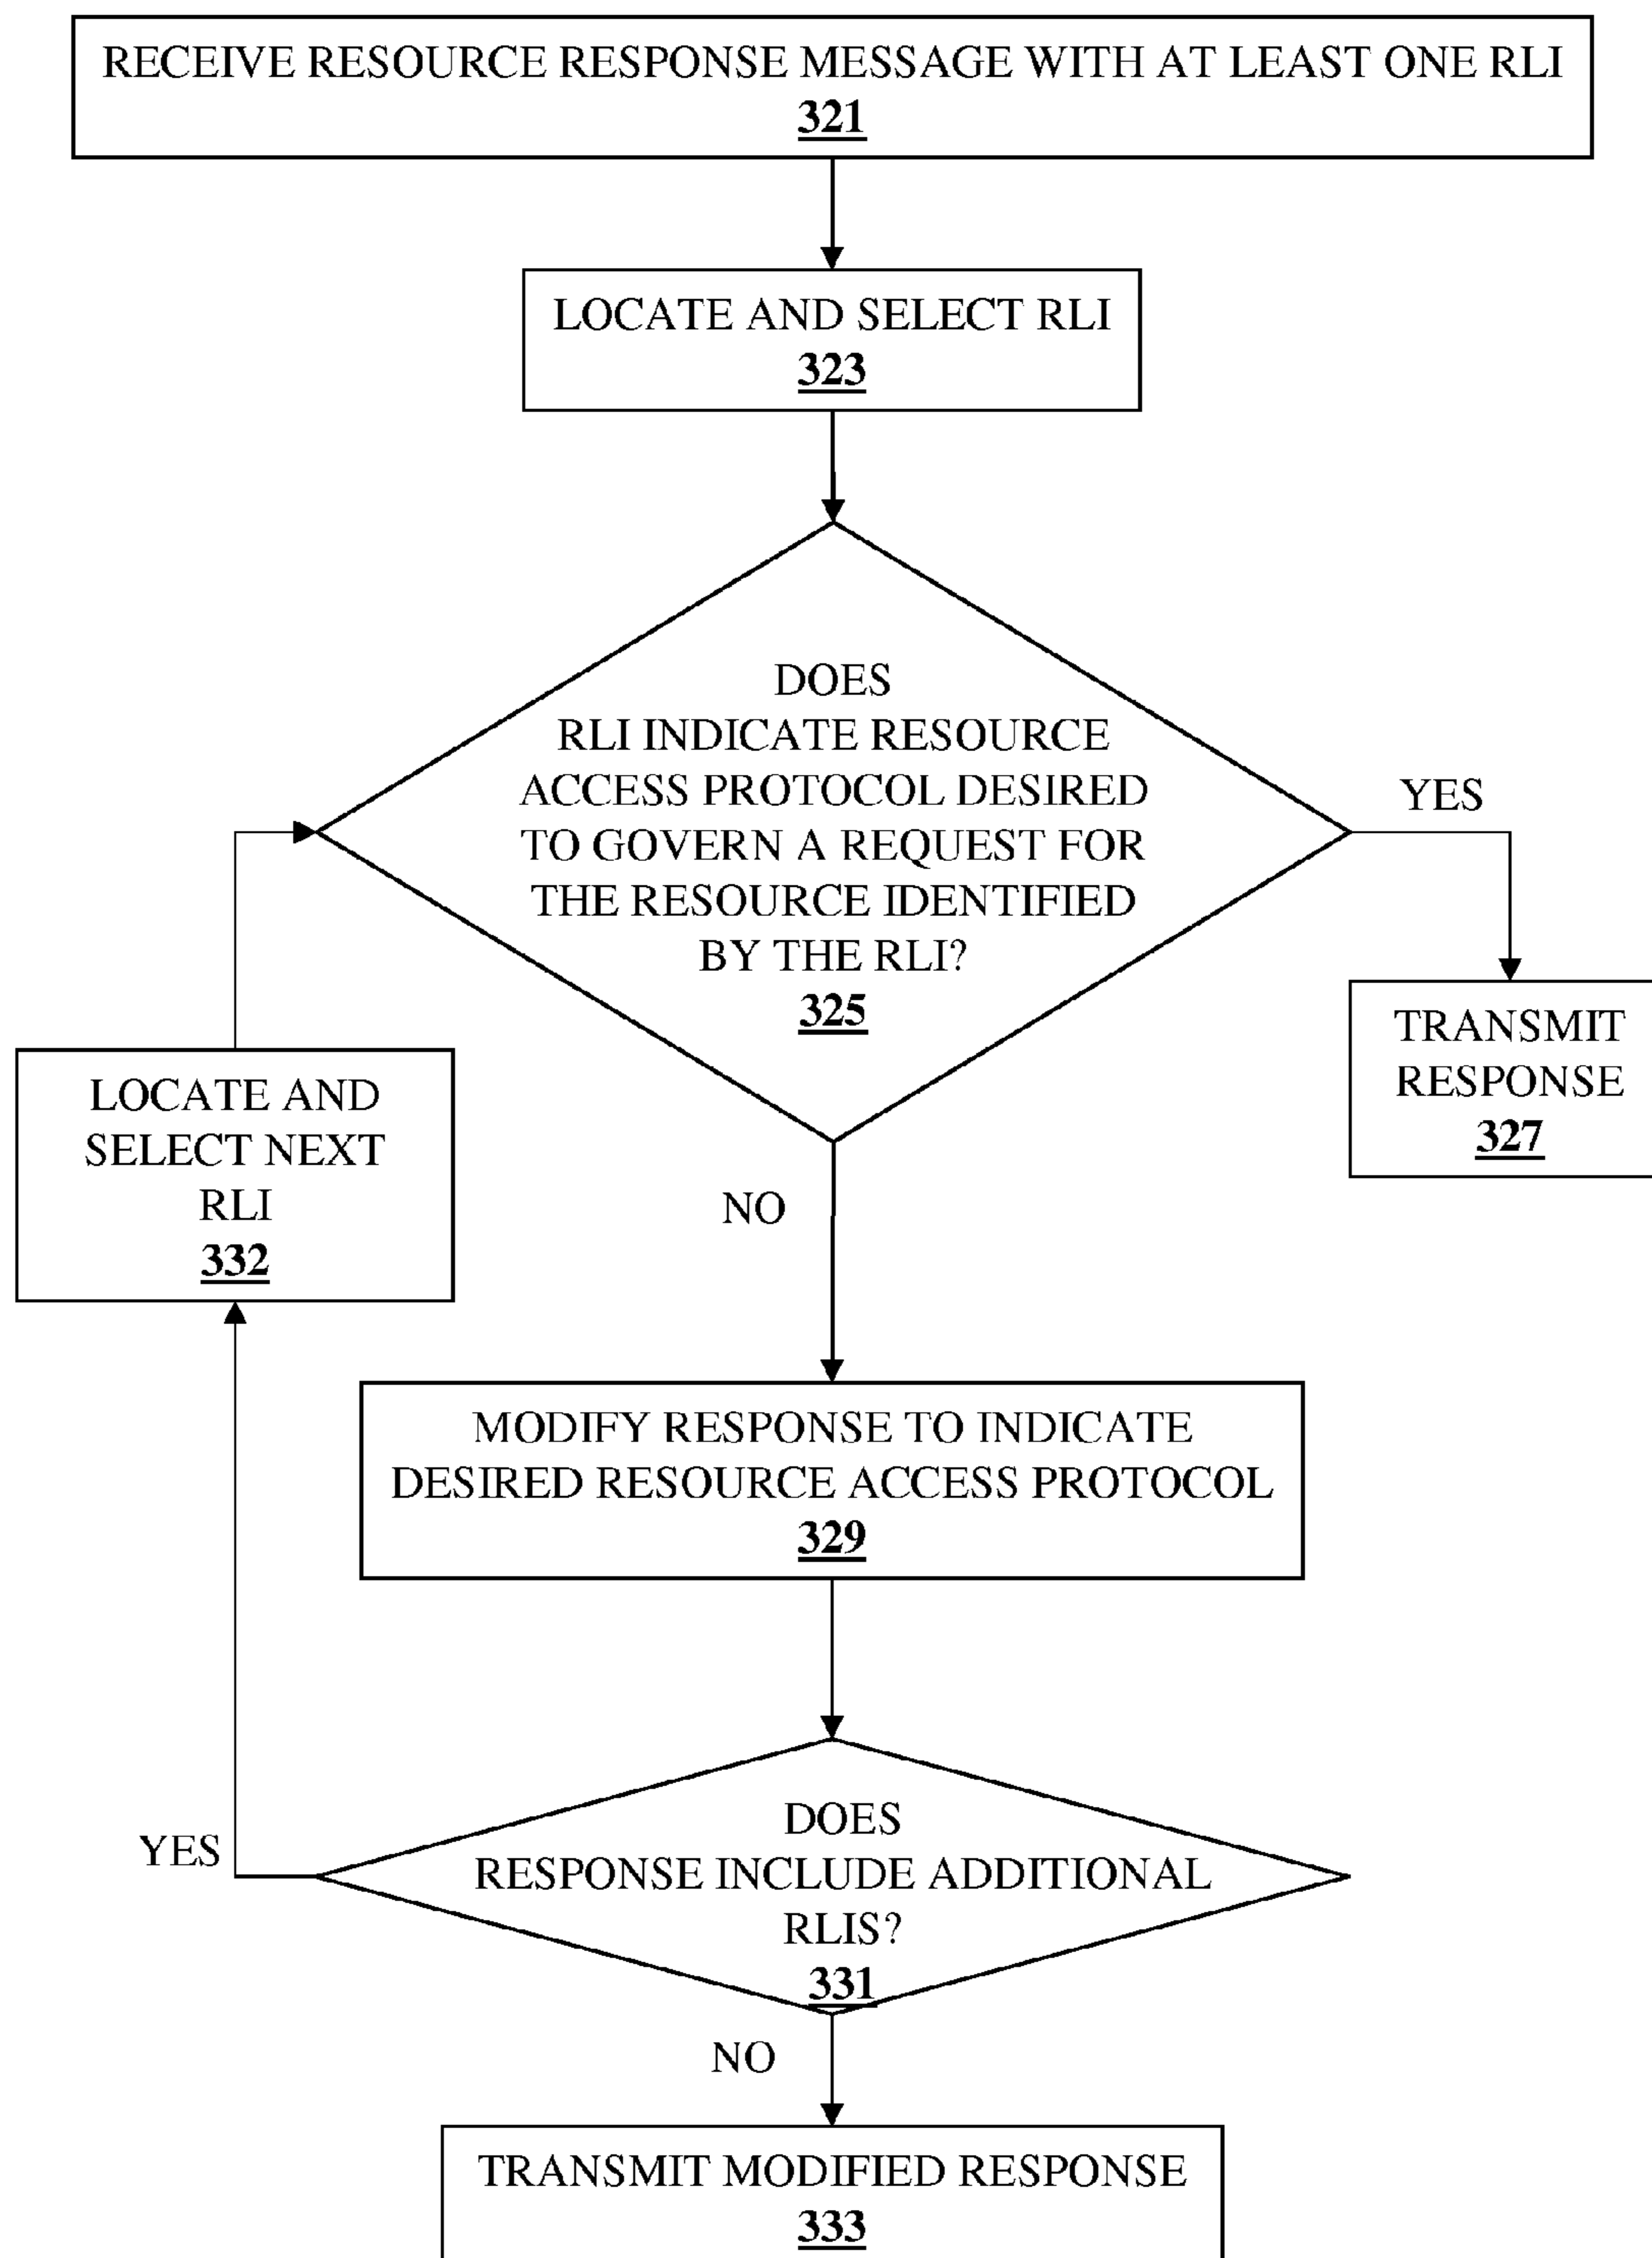 RECEIVE RESOURCE RESPONSE MESSAGE WITH AT LEAST ONE RLI
321
LOCATE AND SELECT RLI
323
DOES
RLI INDICATE RESOURCE
ACCESS PROTOCOL DESIRED
TO GOVERN A REQUEST FOR
THE RESOURCE IDENTIFIED
BY THE RLI?
325
YES
TRANSMIT
RESPONSE
327
LOCATE AND
SELECT NEXT
RLI
332
NO
MODIFY RESPONSE TO INDICATE
DESIRED RESOURCE ACCESS PROTOCOL
329
DOES
RESPONSE INCLUDE ADDITIONAL
RLIS?
331
YES
NO
TRANSMIT MODIFIED RESPONSE
333